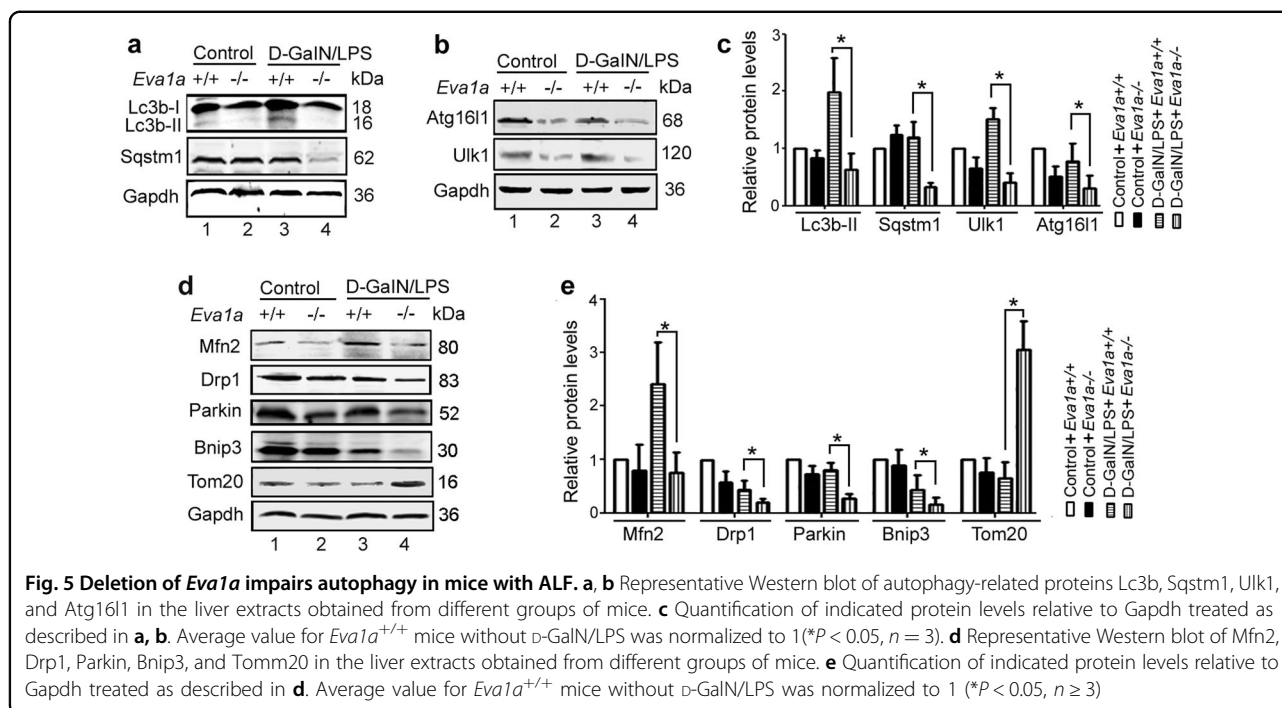 a
Control D-GalN/LPS
Eva1a +/+ -/- +/+ -/- kDa
Lc3b-I 18
Lc3b-II 16
Sqstm1 62
Gapdh 36
1 2 3 4
b
Control D-GalN/LPS
Eva1a +/+ -/- +/+ -/- kDa
Atg16l1 68
Ulk1 120
Gapdh 36
1 2 3 4
c
Relative protein levels
3
2
1
0
* * * *
Lc3b-II Sqstm1 Ulk1 Atg16l1
Control+Eva1a+/+
Control+Eva1a-/-
D-GalN/LPS+Eva1a+/+
D-GalN/LPS+Eva1a-/-
d
Control D-GalN/LPS
Eva1a +/+ -/- +/+ -/- kDa
Mfn2 80
Drp1 83
Parkin 52
Bnip3 30
Tom20 16
Gapdh 36
1 2 3 4
e
Relative protein levels
4
3
1
0
* * * * *
Mfn2 Drp1 Parkin Bnip3 Tom20
Control+Eva1a+/+
Control+Eva1a-/-
D-GalN/LPS+Eva1a+/+
D-GalN/LPS+Eva1a-/-
Fig. 5 Deletion of Eva1a impairs autophagy in mice with ALF. a, b Representative Western blot of autophagy-related proteins Lc3b, Sqstm1, Ulk1,
and Atg16l1 in the liver extracts obtained from different groups of mice. c Quantification of indicated protein levels relative to Gapdh treated as
described in a, b. Average value for Eva1a+/+ mice without D-GalN/LPS was normalized to 1(*P < 0.05, n = 3). d Representative Western blot of Mfn2,
Drp1, Parkin, Bnip3, and Tomm20 in the liver extracts obtained from different groups of mice. e Quantification of indicated protein levels relative to
Gapdh treated as described in d. Average value for Eva1a+/+ mice without D-GalN/LPS was normalized to 1 (*P < 0.05, n ≥ 3)